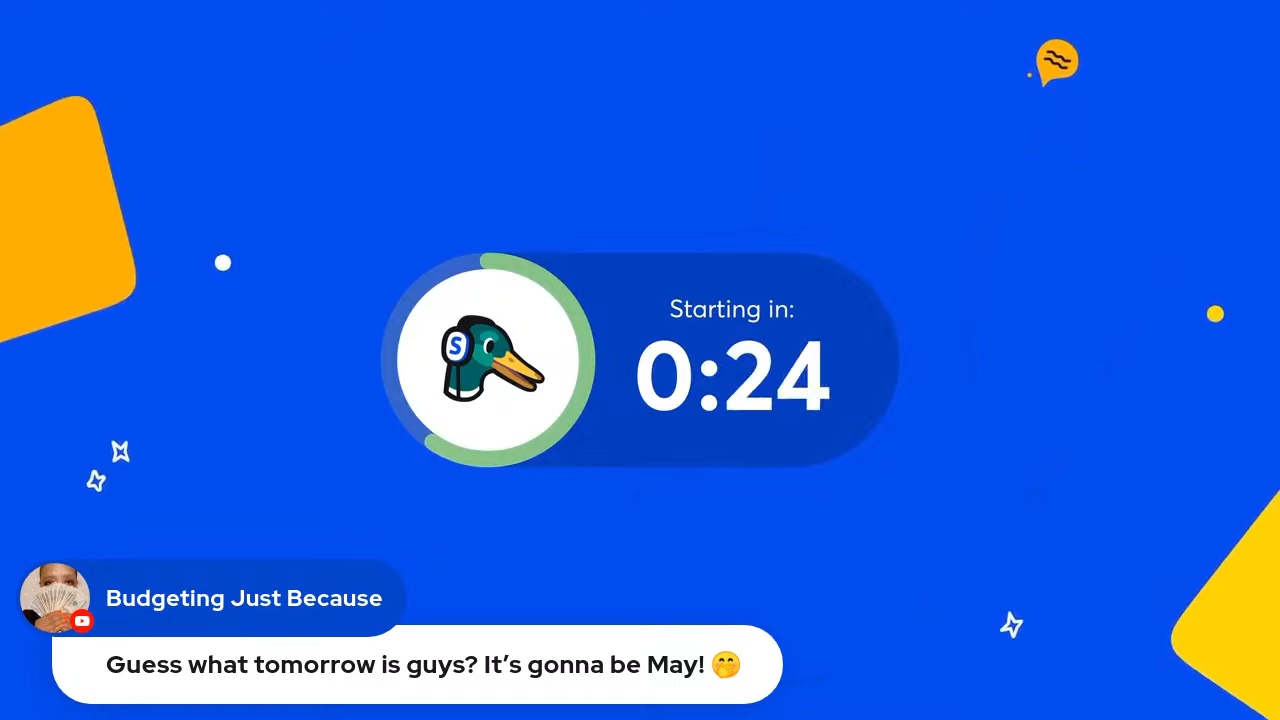 Starting in:
0:24
S
Budgeting Just Because
Guess what tomorrow is guys? It’s gonna be May! 🤭